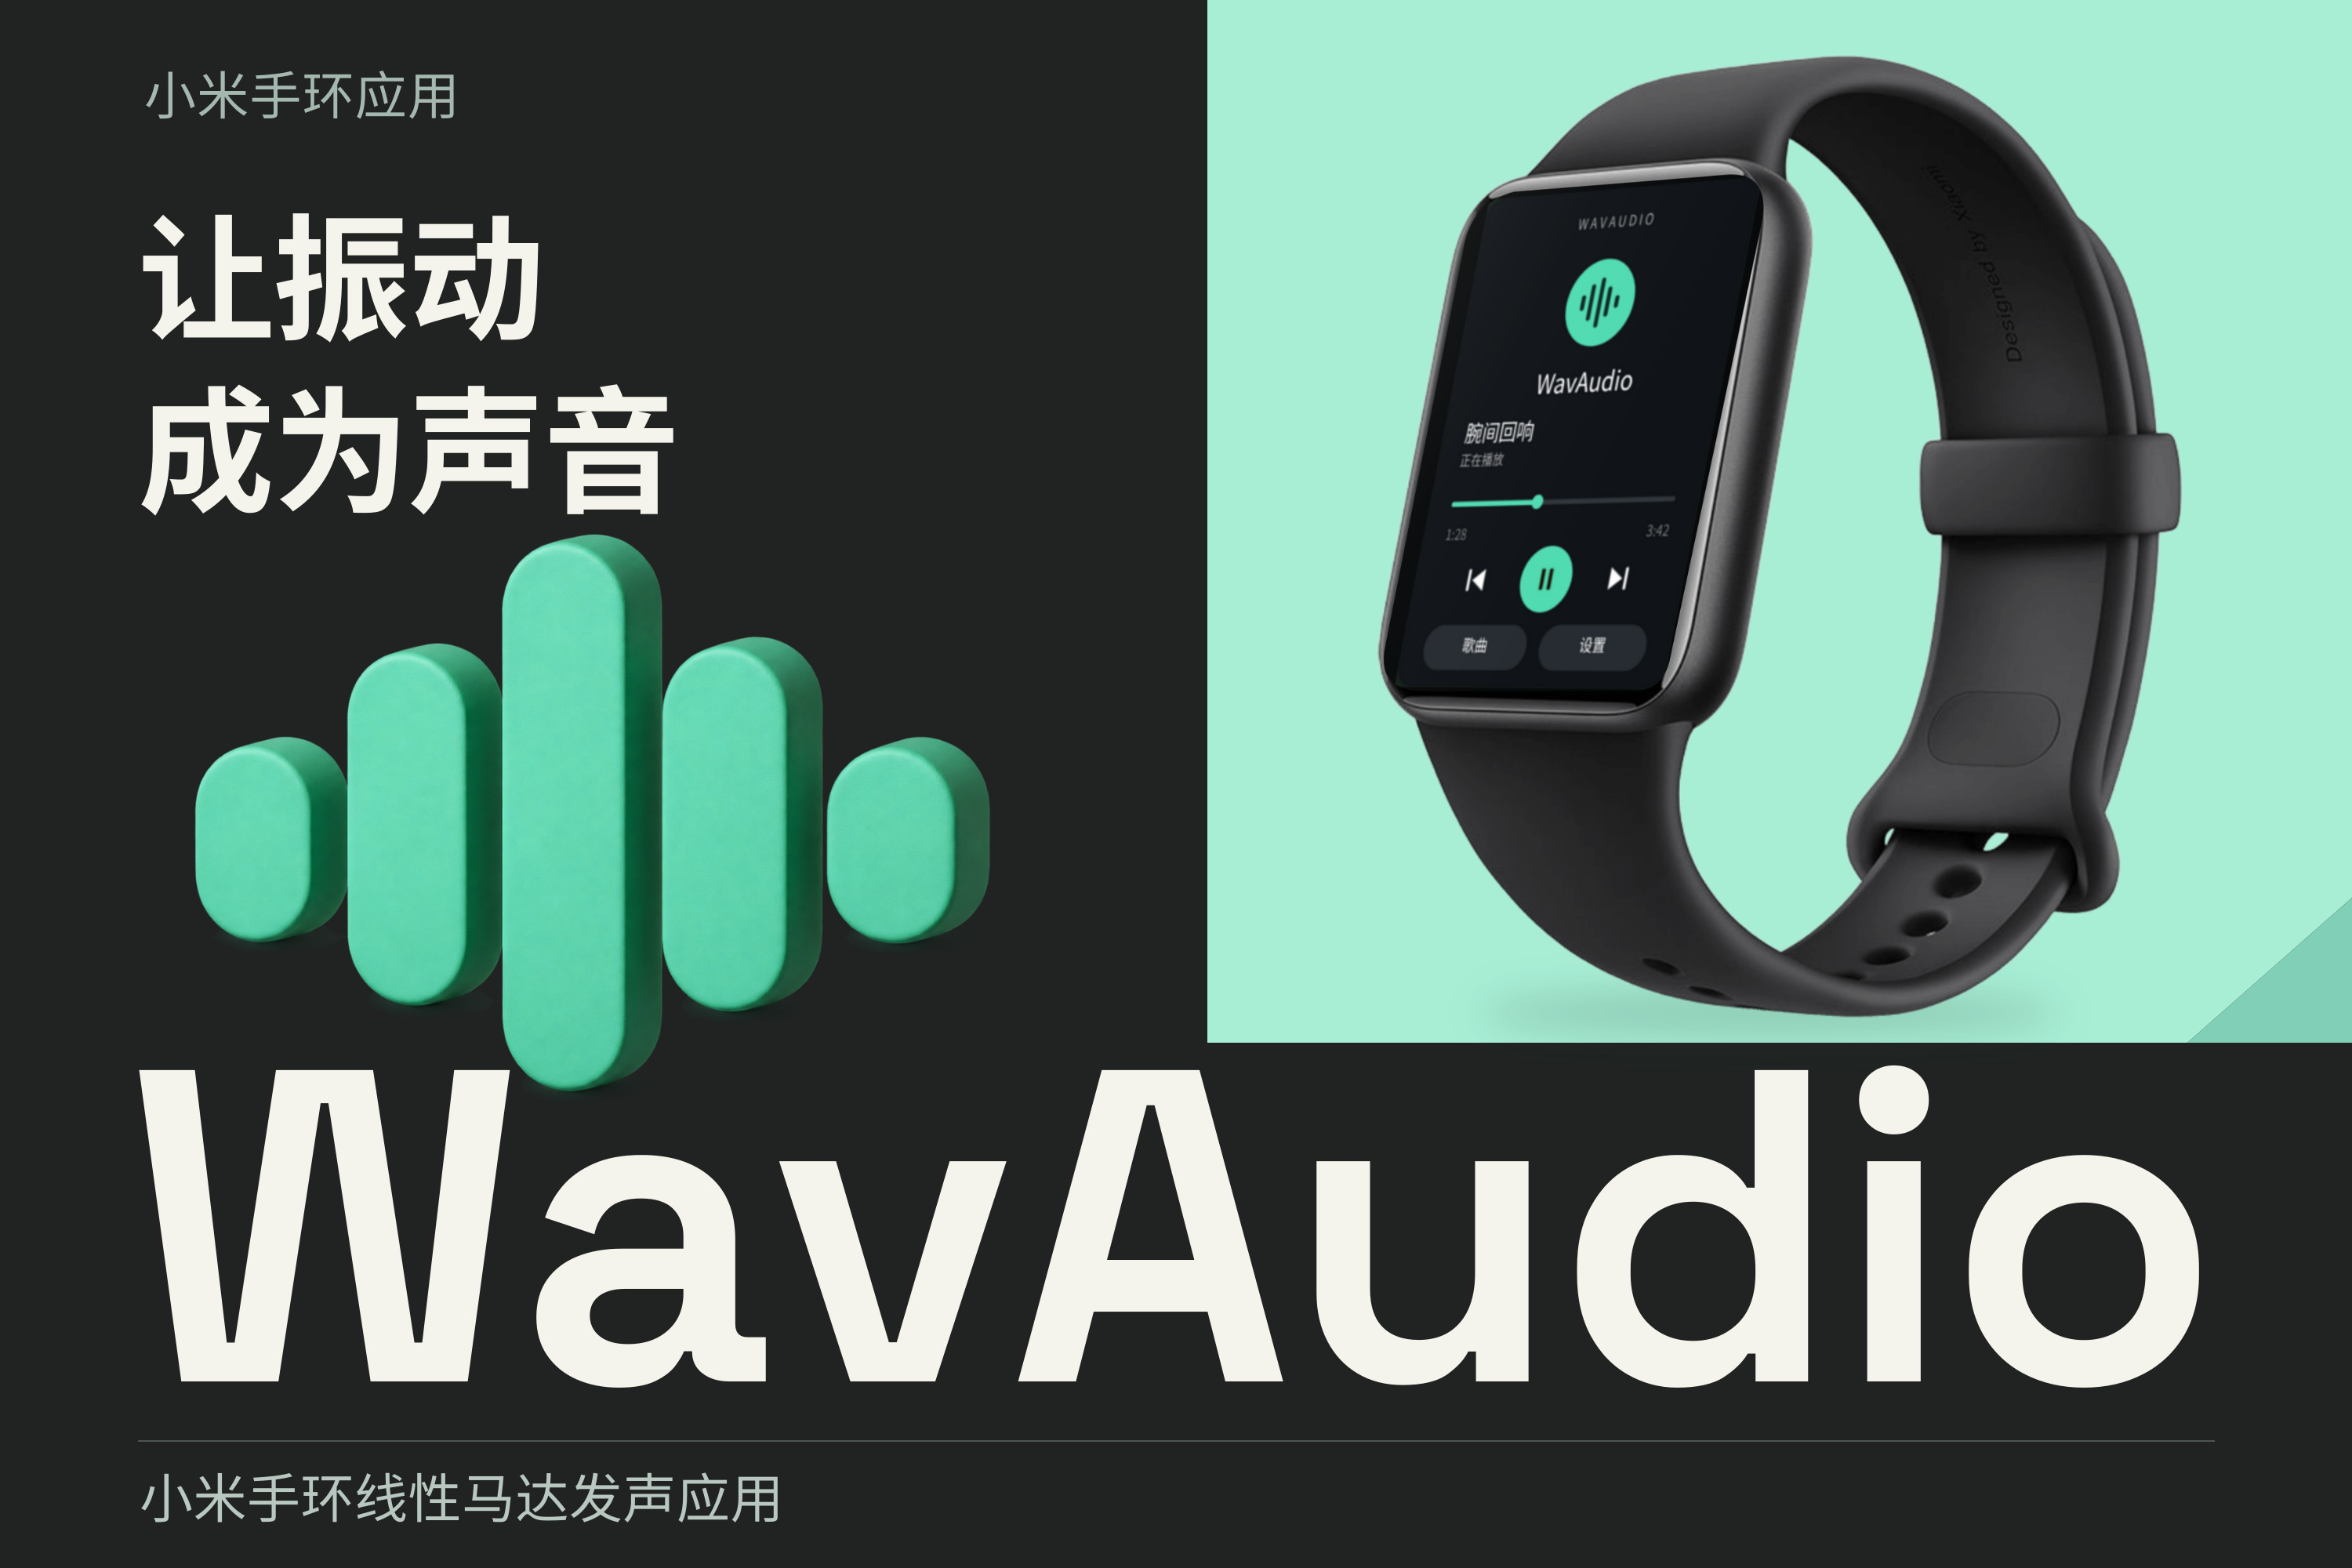 小米手环应用
让振动
成为声音
WAVAUDIO
WavAudio
腕间回响
正在播放
1:28 3:42
歌曲 设置
Designed by Xiaomi
WavAudio
小米手环线性马达发声应用